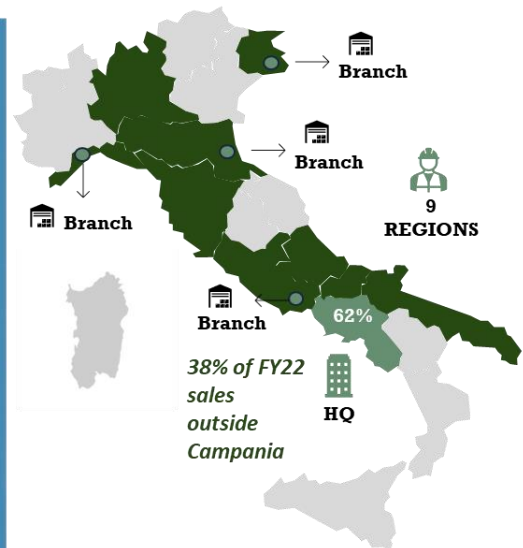 Branch
Branch
9
REGIONS
Branch
Branch
62%
38% of FY22
sales
outside
Campania
HQ